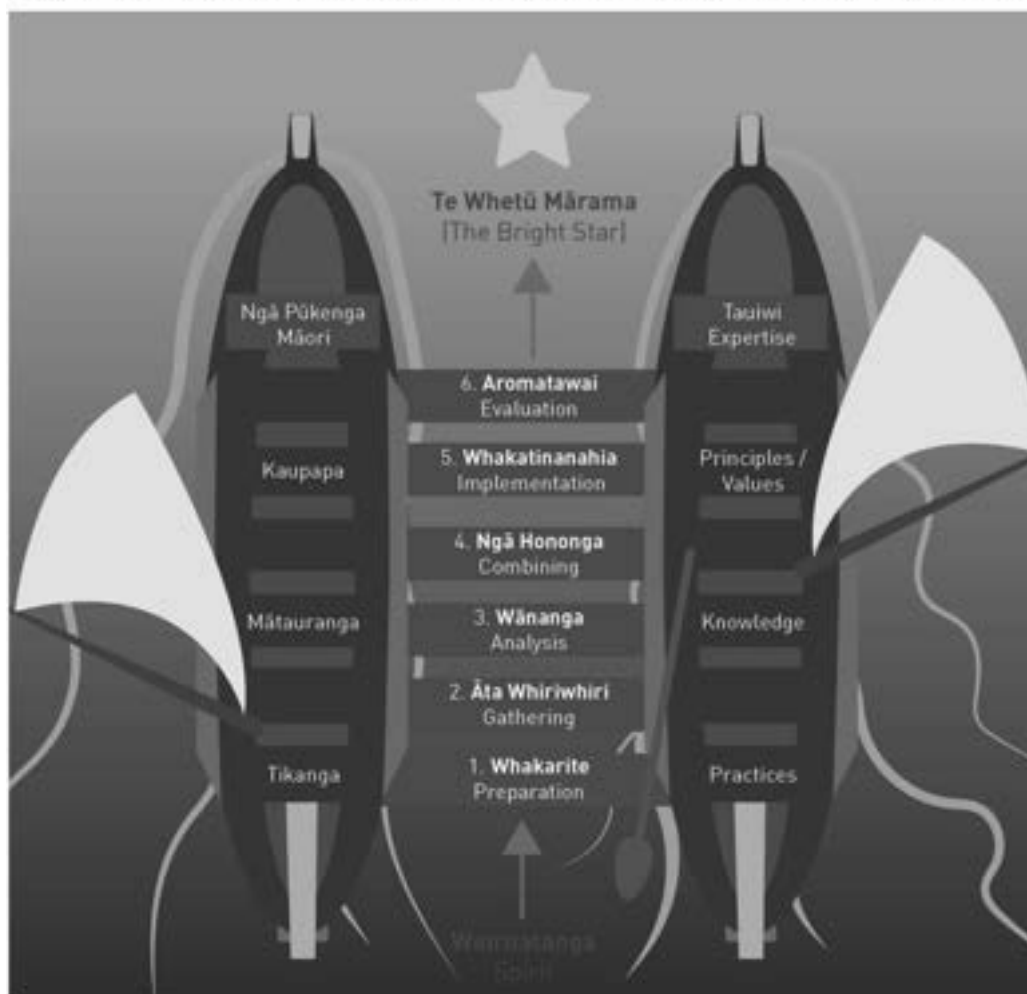 Te Whetū Mārama
[The Bright Star]
Ngā Pūkenga
Māori
Tauiwi
Expertise
6. Aromatawai
Evaluation
Kaupapa
5. Whakatinanahia
Implementation
Principles /
Values
4. Ngā Hononga
Combining
Mātauranga
3. Wānanga
Analysis
Knowledge
2. Āta Whiriwhiri
Gathering
Tikanga
1. Whakarite
Preparation
Practices
Wairuatanga
Spirit